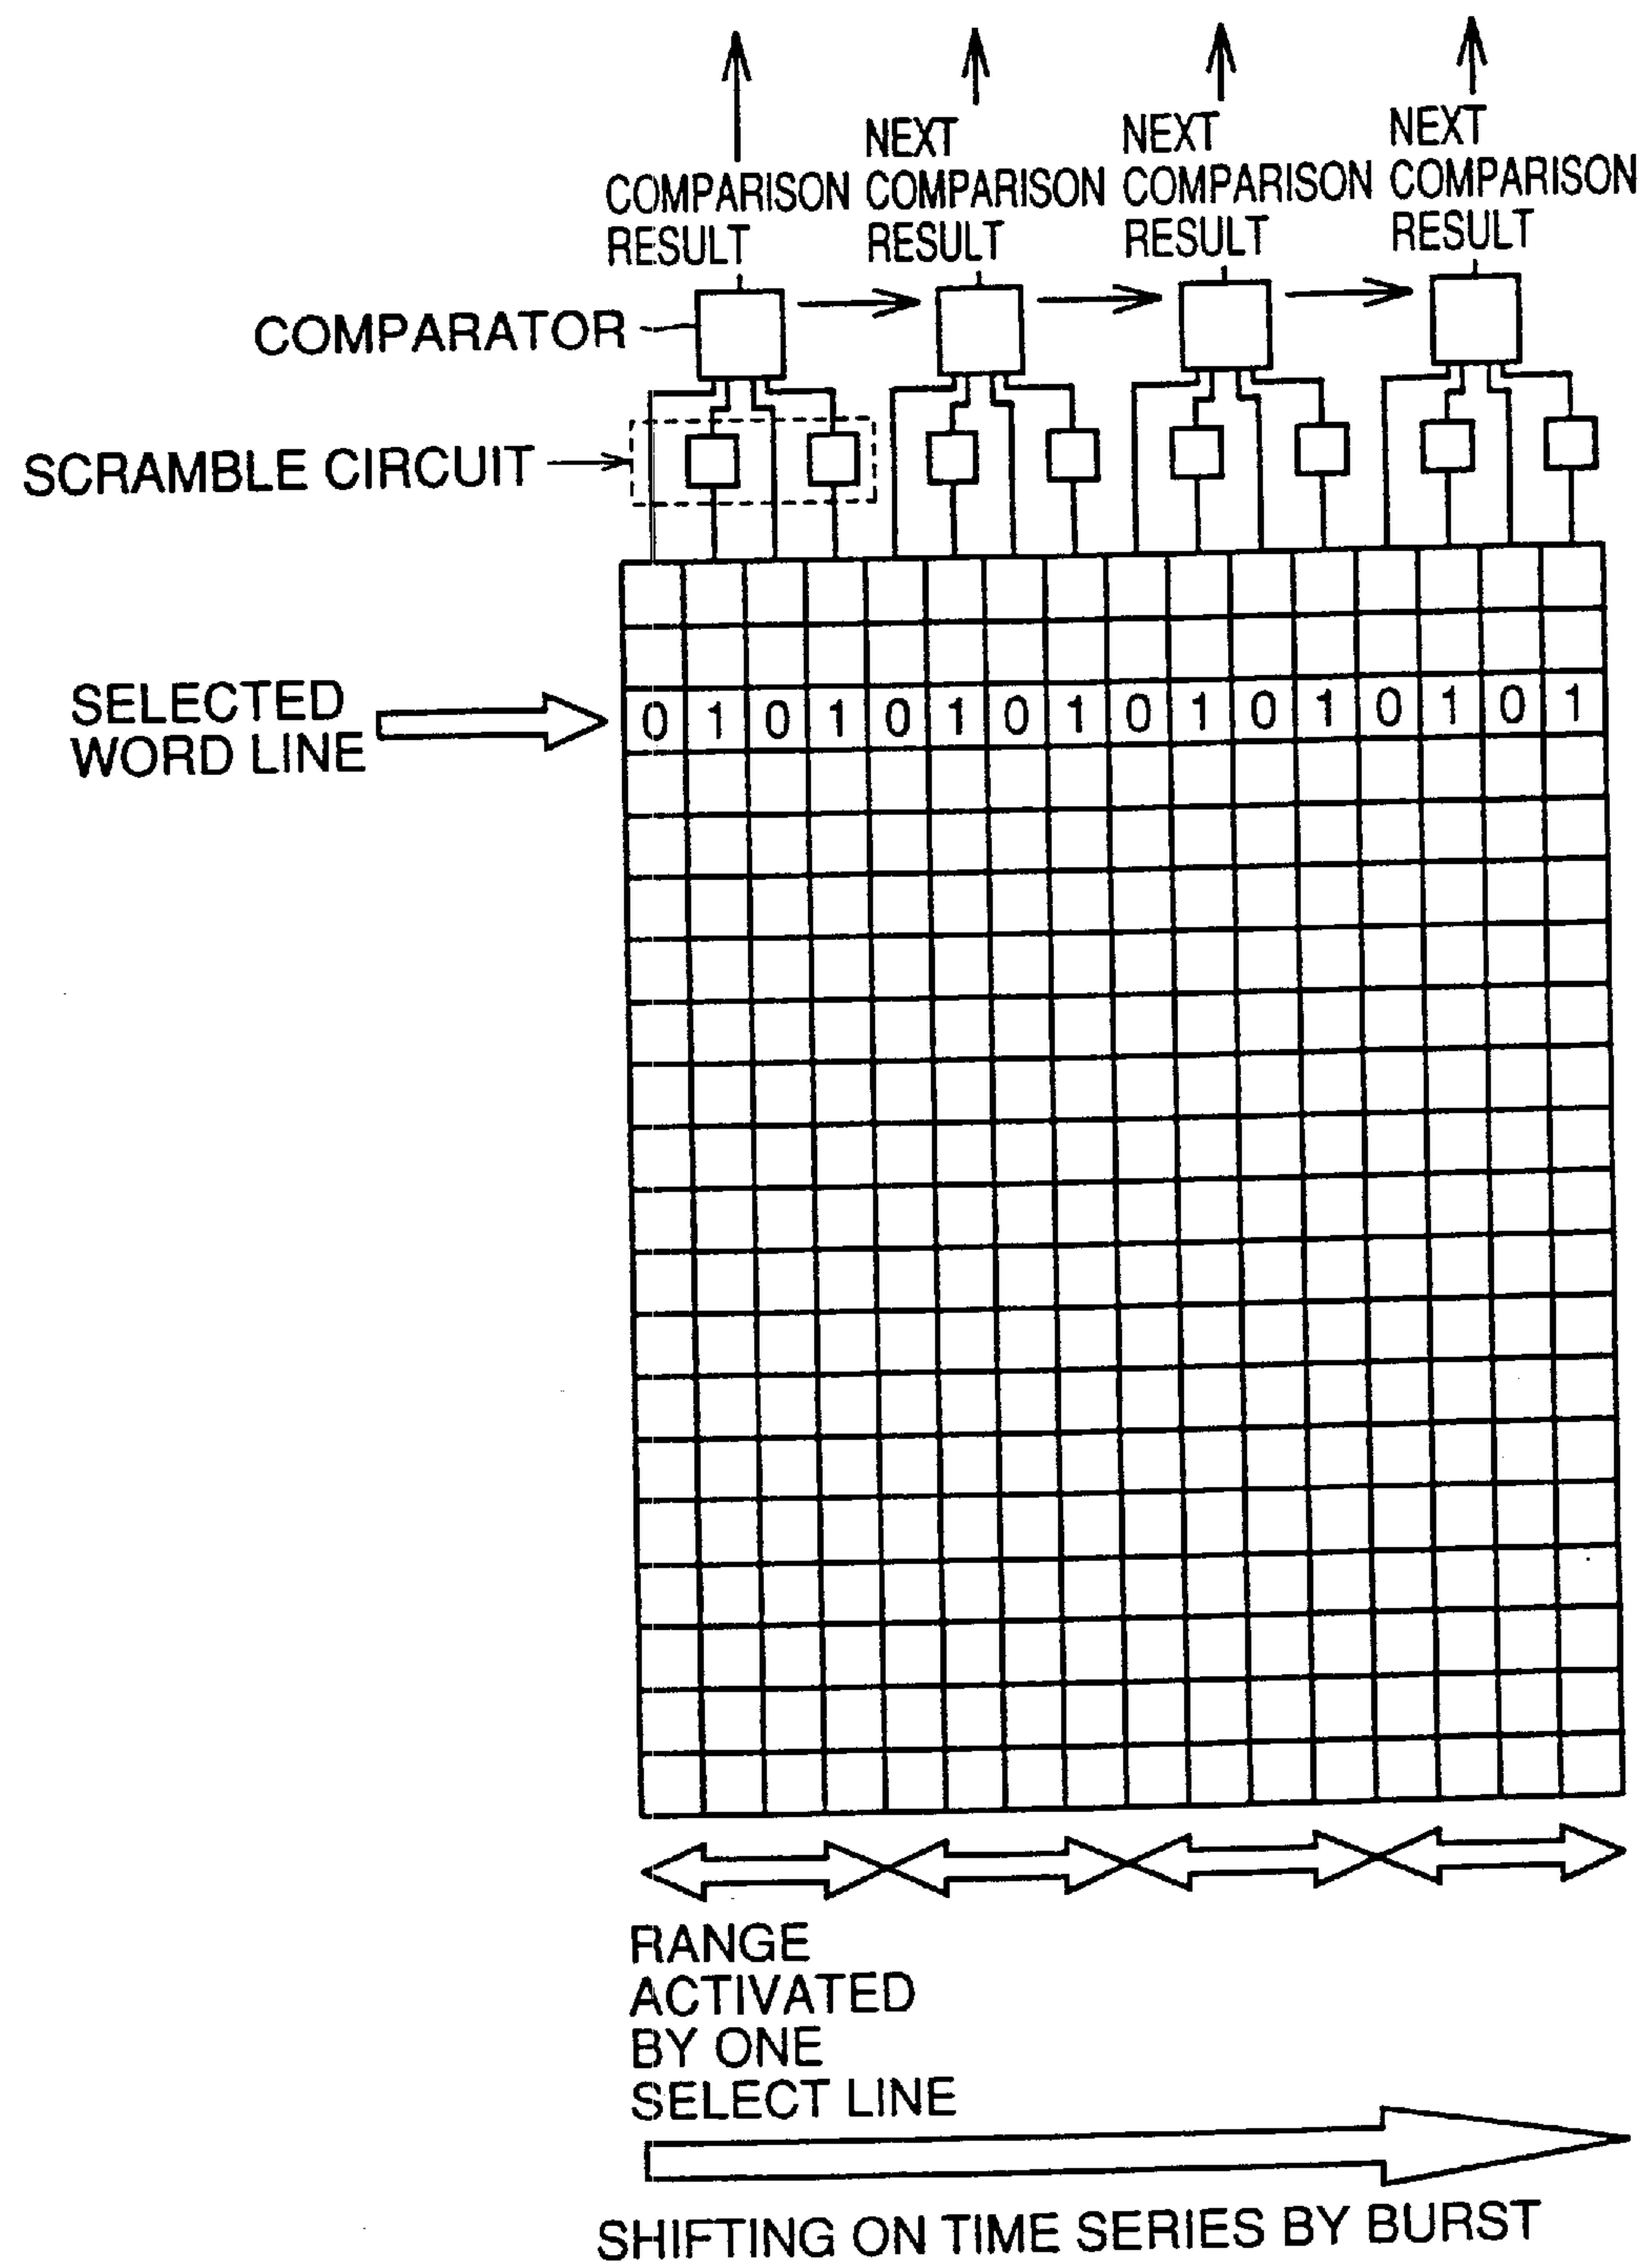 COMPARISON
RESULT
NEXT
COMPARISON
RESULT
NEXT
COMPARISON
RESULT
NEXT
COMPARISON
RESULT
COMPARATOR
SCRAMBLE CIRCUIT
SELECTED
WORD LINE
0 1 0 1 0 1 0 1 0 1 0 1 0 1 0 1
RANGE
ACTIVATED
BY ONE
SELECT LINE
SHIFTING ON TIME SERIES BY BURST